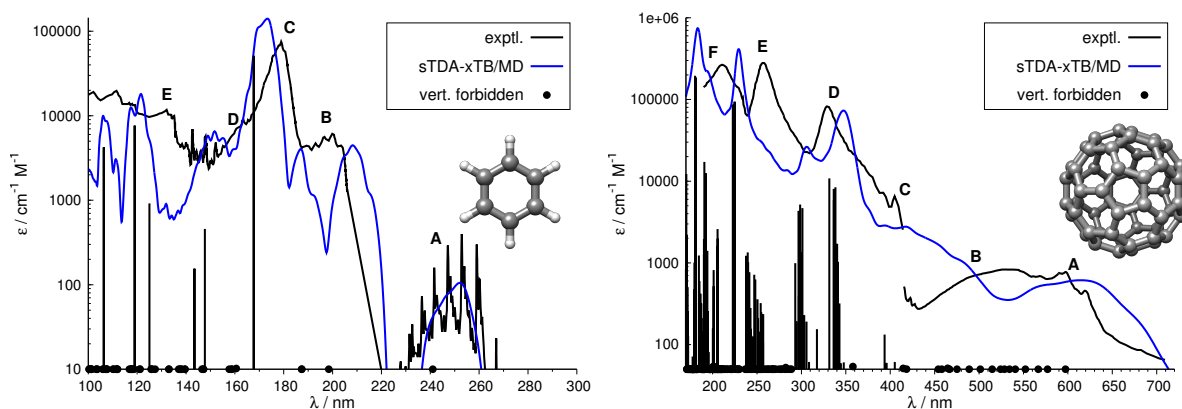 100000
10000
1000
100
10
ε / cm⁻¹ M⁻¹
100 120 140 160 180 200 220 240 260 280 300
λ / nm
E
D
C
B
A
exptl.
sTDA-xTB/MD
vert. forbidden
1e+06
100000
10000
1000
100
ε / cm⁻¹ M⁻¹
200 250 300 350 400 450 500 550 600 650 700
λ / nm
F
E
D
C
B
A
exptl.
sTDA-xTB/MD
vert. forbidden